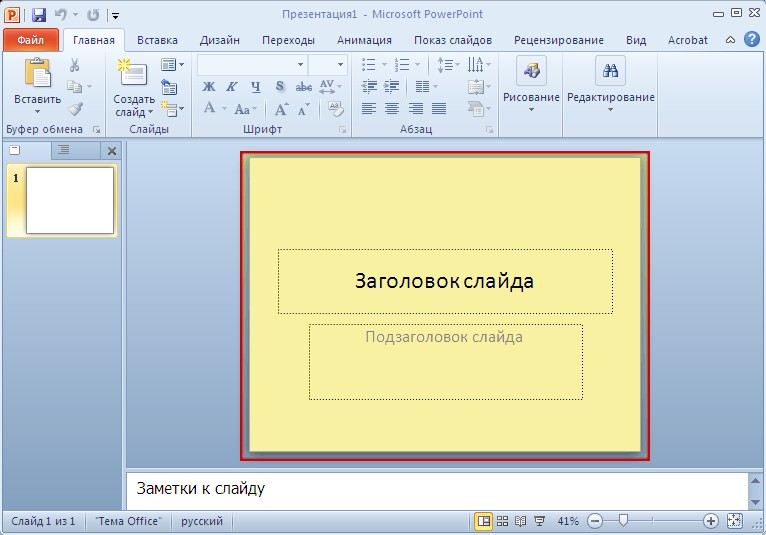 Презентация1 - Microsoft PowerPoint
Файл Главная Вставка Дизайн Переходы Анимация Показ слайдов Рецензирование Вид Acrobat
Вставить
Буфер обмена
Создать слайд
Слайды
Ж К Ч S abc AV
А Aa А А
Шрифт
Абзац
Рисование
Редактирование
1
Заголовок слайда
Подзаголовок слайда
Заметки к слайду
Слайд 1 из 1 "Тема Office" русский 41%